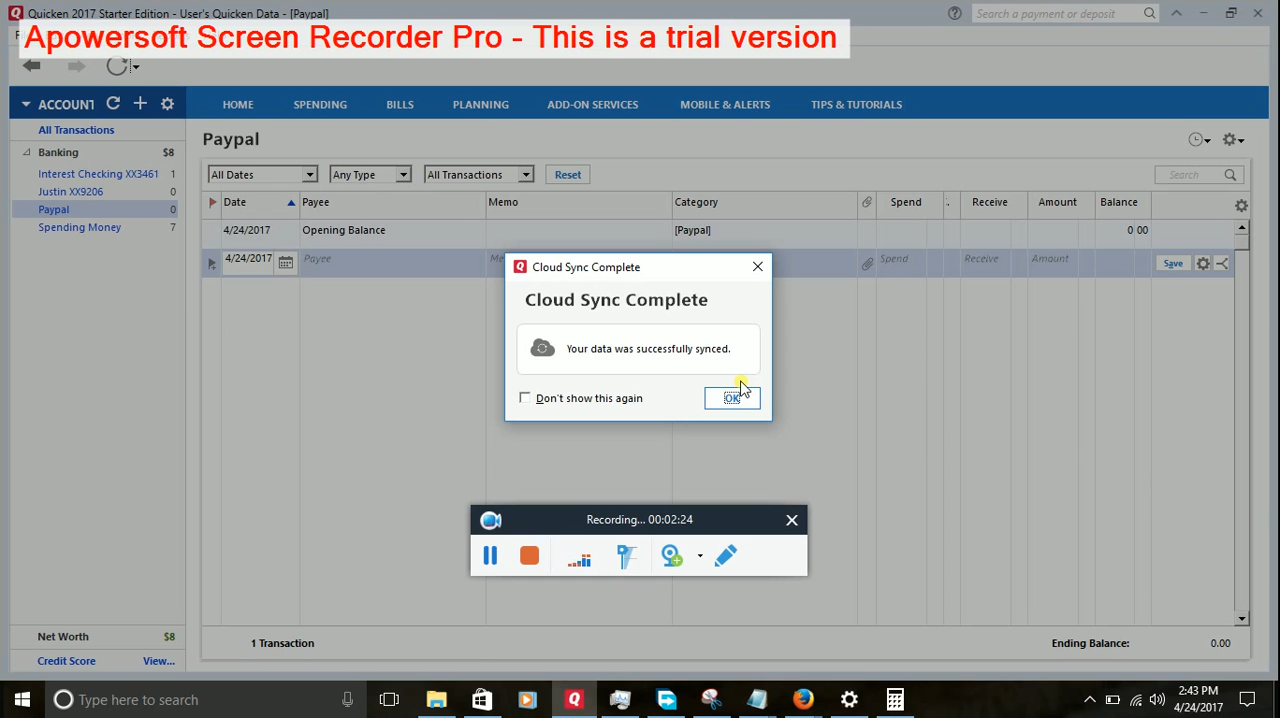 Quicken 2017 Starter Edition - User's Quicken Data - [Paypal]
Search a payment or deposit
Apowersoft Screen Recorder Pro - This is a trial version
ACCOUNT
HOME
SPENDING
BILLS
PLANNING
ADD-ON SERVICES
MOBILE & ALERTS
TIPS & TUTORIALS
All Transactions
Banking $8
Interest Checking XX3461 1
Justin XX9206 0
Paypal 0
Spending Money 7
Paypal
All Dates
Any Type
All Transactions
Reset
Search
Date Payee Memo Category Spend Receive Amount Balance
4/24/2017 Opening Balance [Paypal] 0 00
4/24/2017 Payee Spend Receive Amount Save
Cloud Sync Complete
Cloud Sync Complete
Your data was successfully synced.
Don't show this again
OK
Recording... 00:02:24
Net Worth $8
Credit Score View...
1 Transaction
Ending Balance: 0.00
Type here to search
2:43 PM
4/24/2017